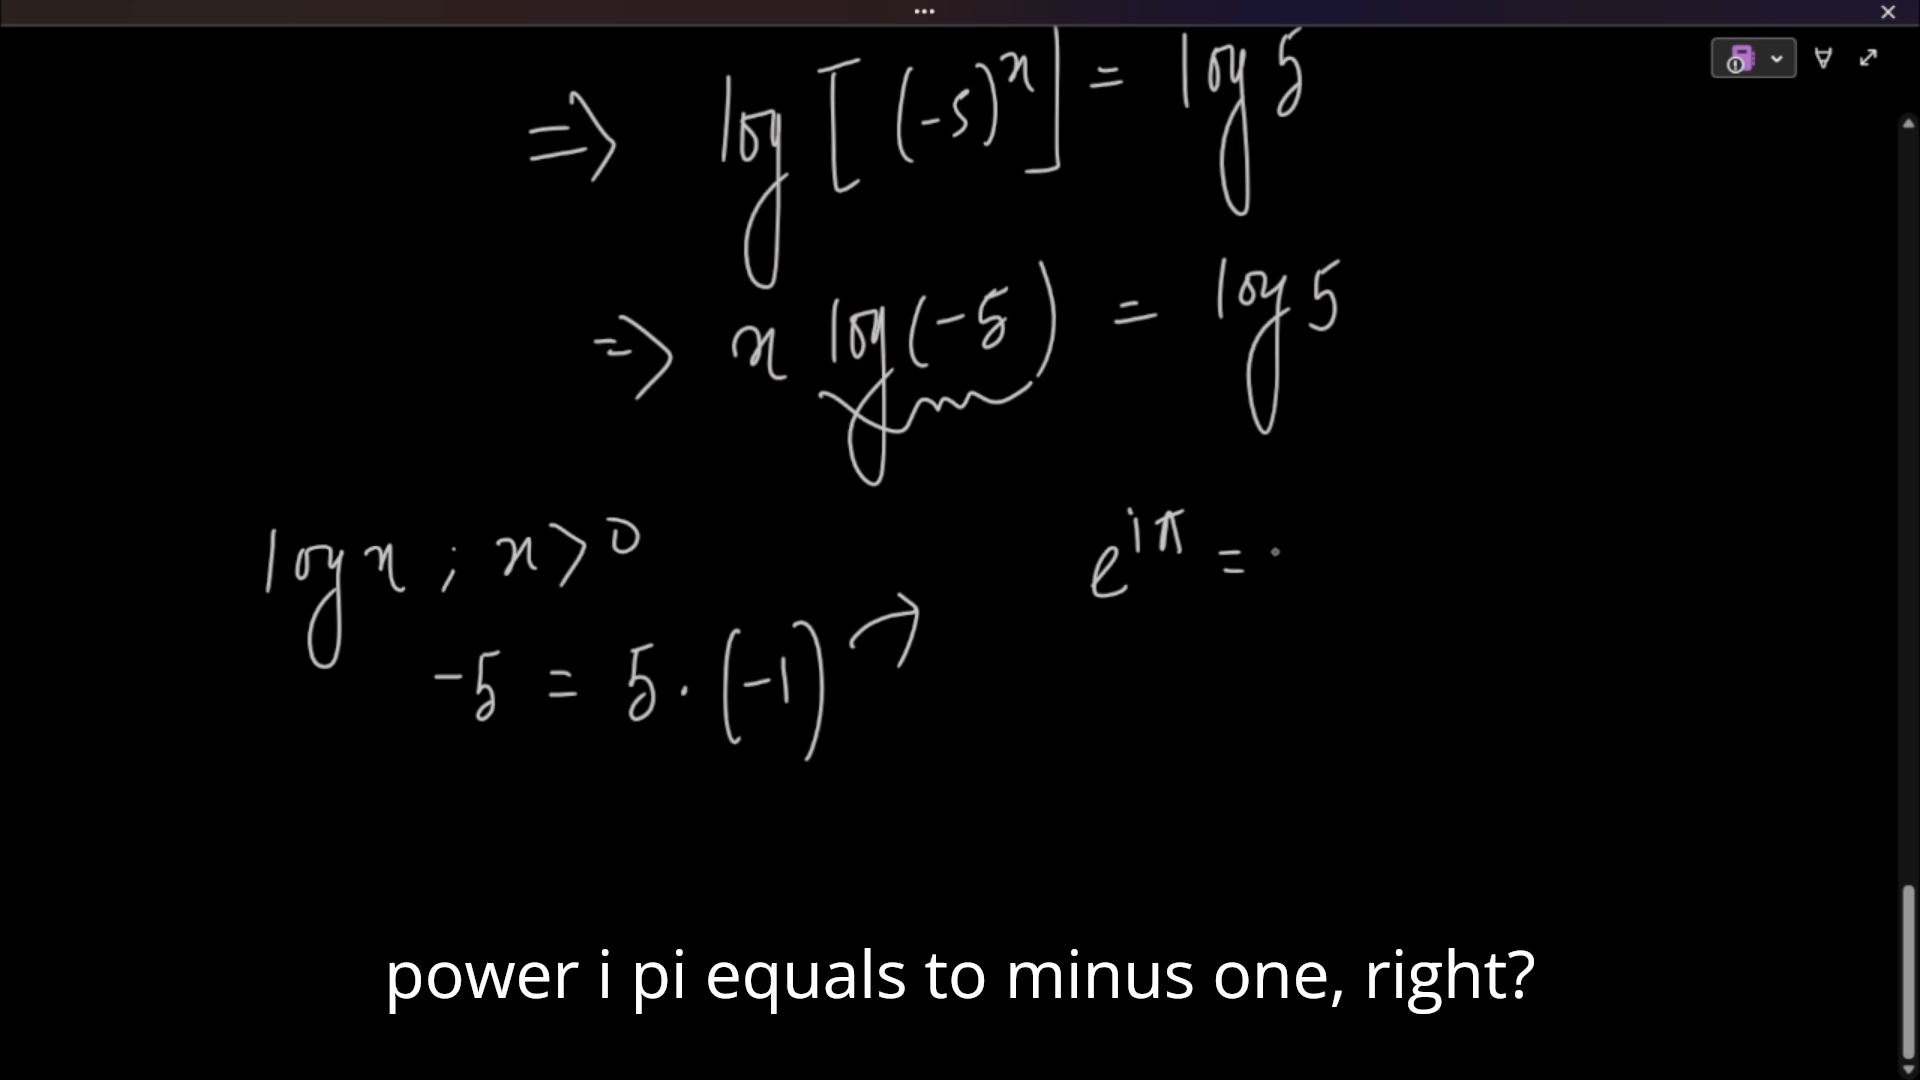 => log [(-5)^x] = log 5
=> x log(-5) = log 5
log x ; x > 0
e^{iπ} =
-5 = 5 · (-1) →
power i pi equals to minus one, right?